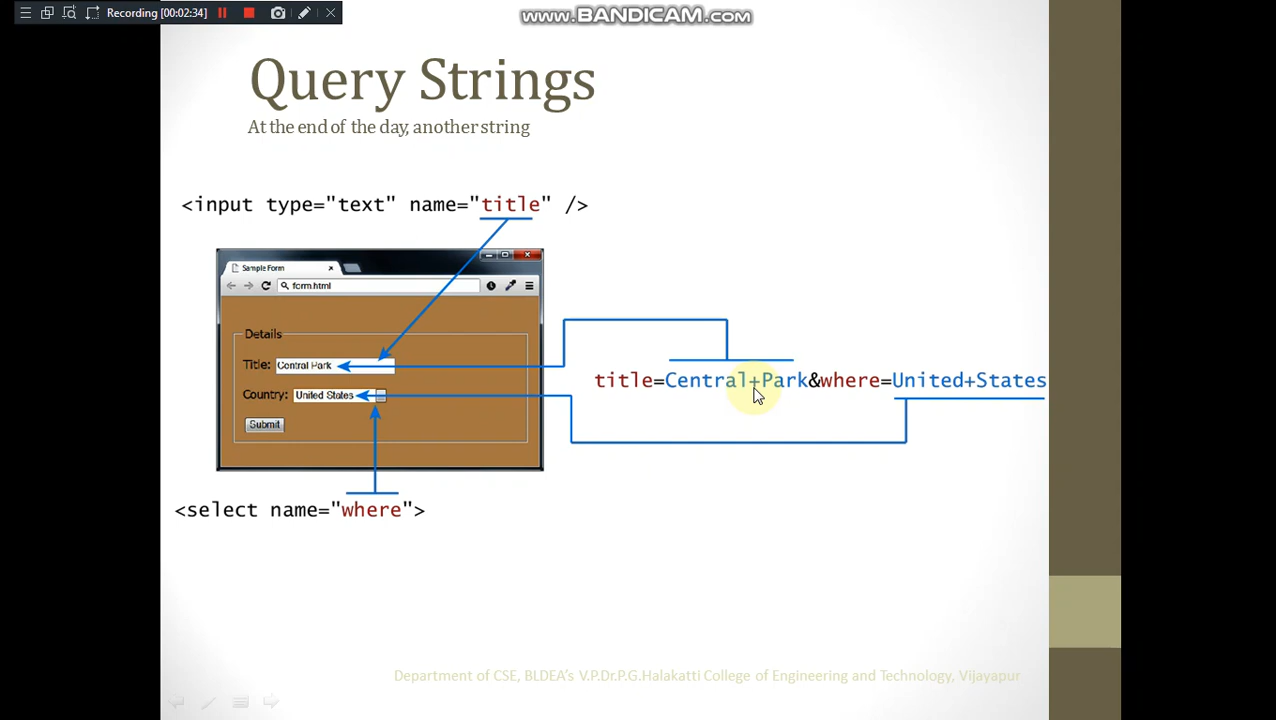 Recording [00:02:34]
www.BANDICAM.com
Query Strings
At the end of the day, another string
<input type="text" name="title" />
Sample Form
form.html
Details
Title: Central Park
title=Central+Park&where=United+States
Country: United States
Submit
<select name="where">
Department of CSE, BLDEA's V.P.Dr.P.G.Halakatti College of Engineering and Technology, Vijayapur